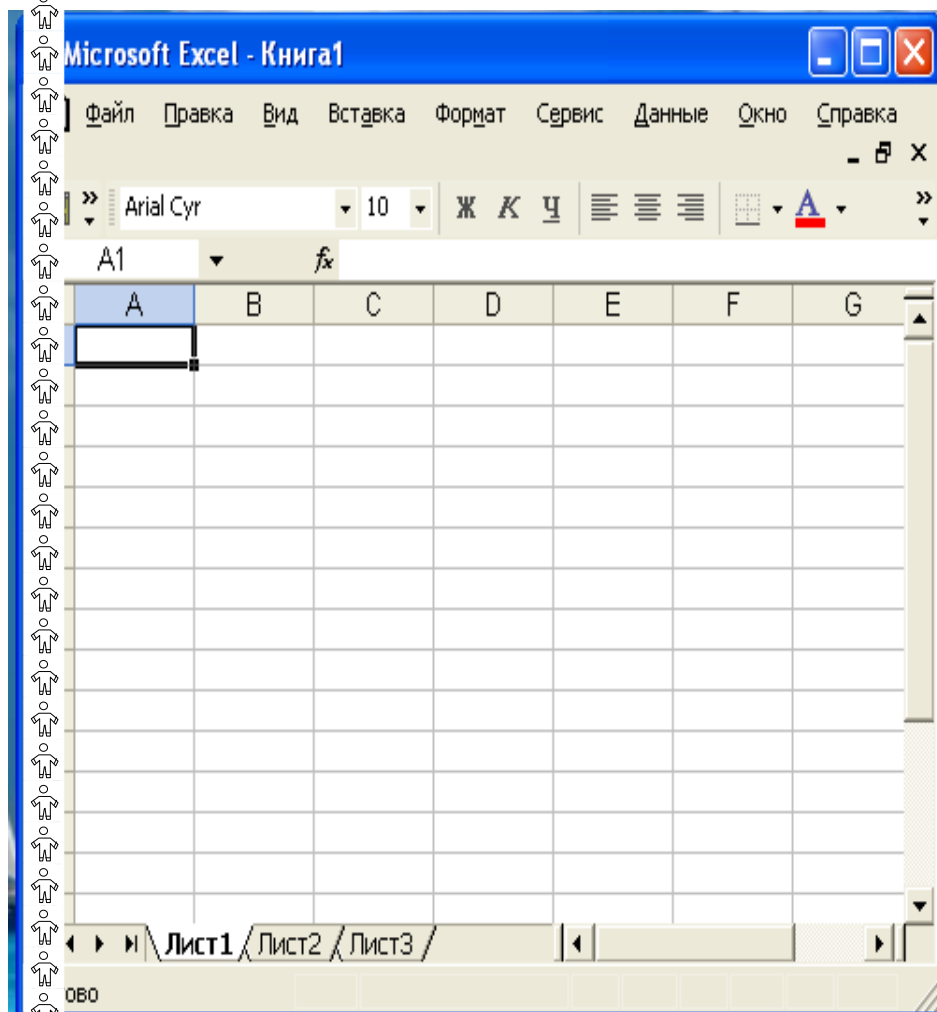 Microsoft Excel - Книга1
Файл Правка Вид Вставка Формат Сервис Данные Окно Справка
Arial Cyr 10 Ж К Ч А
A1 fx
A B C D E F G
Лист1 Лист2 Лист3
ово